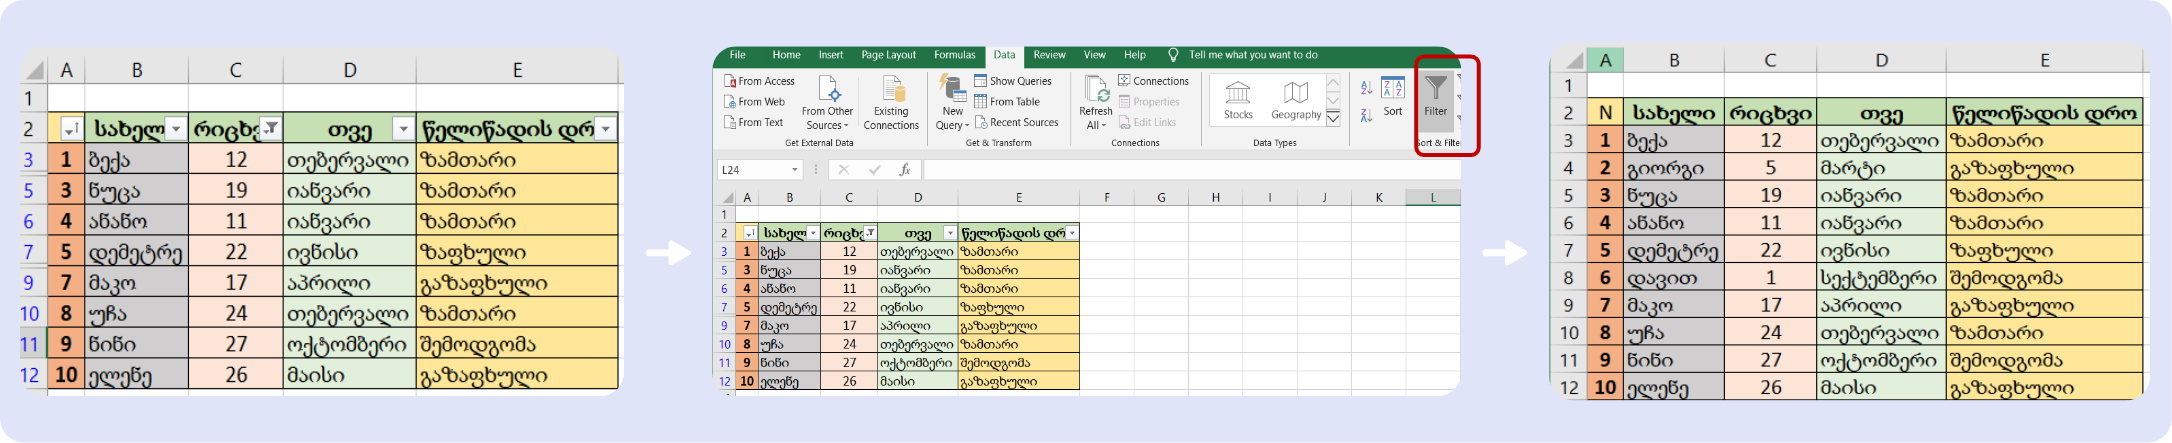 A B C D E
1
2 სახელ რიცხვ თვე წელიწადის დრ
3 1 ბექა 12 თებერვალი ზამთარი
5 3 ნუცა 19 იანვარი ზამთარი
6 4 ანანო 11 იანვარი ზამთარი
7 5 დემეტრე 22 ივნისი ზაფხული
9 7 მაკო 17 აპრილი გაზაფხული
10 8 უჩა 24 თებერვალი ზამთარი
11 9 ნინი 27 ოქტომბერი შემოდგომა
12 10 ელენე 26 მაისი გაზაფხული
File Home Insert Page Layout Formulas Data Review View Help Tell me what you want to do
From Access
From Web
From Text
From Other Sources
Existing Connections
Get External Data
New Query
Show Queries
From Table
Recent Sources
Get & Transform
Refresh All
Connections
Properties
Edit Links
Connections
Stocks Geography
Data Types
Sort
Filter
Sort & Filte
L24 fx
A B C D E F G H I J K L
1
2 სახელ რიცხვ თვე წელიწადის დრ
3 1 ბექა 12 თებერვალი ზამთარი
5 3 ნუცა 19 იანვარი ზამთარი
6 4 ანანო 11 იანვარი ზამთარი
7 5 დემეტრე 22 ივნისი ზაფხული
9 7 მაკო 17 აპრილი გაზაფხული
10 8 უჩა 24 თებერვალი ზამთარი
11 9 ნინი 27 ოქტომბერი შემოდგომა
12 10 ელენე 26 მაისი გაზაფხული
A B C D E
1
2 N სახელი რიცხვი თვე წელიწადის დრო
3 1 ბექა 12 თებერვალი ზამთარი
4 2 გიორგი 5 მარტი გაზაფხული
5 3 ნუცა 19 იანვარი ზამთარი
6 4 ანანო 11 იანვარი ზამთარი
7 5 დემეტრე 22 ივნისი ზაფხული
8 6 დავით 1 სექტემბერი შემოდგომა
9 7 მაკო 17 აპრილი გაზაფხული
10 8 უჩა 24 თებერვალი ზამთარი
11 9 ნინი 27 ოქტომბერი შემოდგომა
12 10 ელენე 26 მაისი გაზაფხული